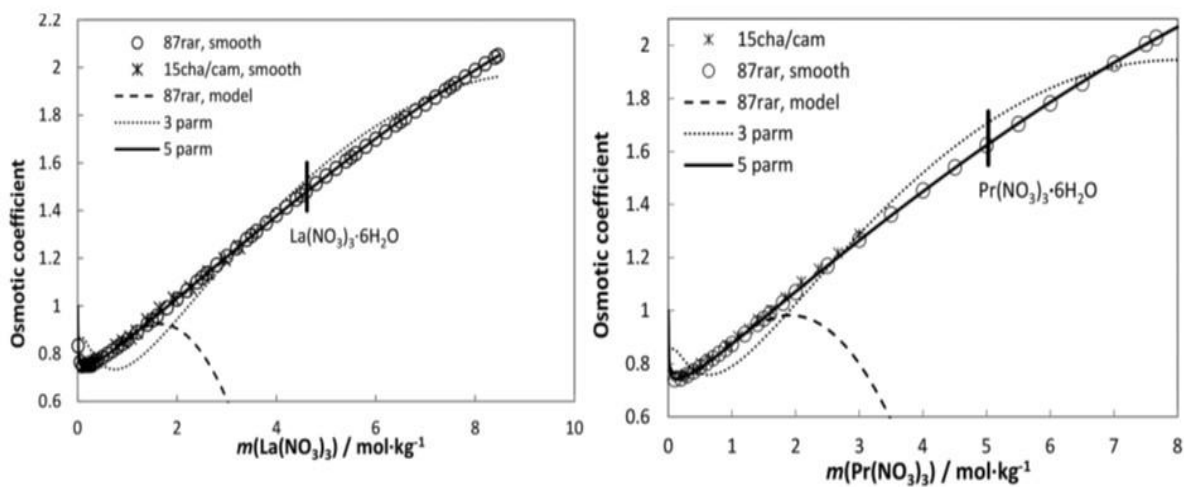 2.2
2
1.8
1.6
1.4
1.2
1
0.8
0.6
0.4
0 2 4 6 8 10
Osmotic coefficient
m(La(NO₃)₃) / mol·kg⁻¹
87rar, smooth
15cha/cam, smooth
87rar, model
3 parm
5 parm
La(NO₃)₃·6H₂O
2
1.8
1.6
1.4
1.2
1
0.8
0.6
0 1 2 3 4 5 6 7 8
Osmotic coefficient
m(Pr(NO₃)₃) / mol·kg⁻¹
15cha/cam
87rar, smooth
87rar, model
3 parm
5 parm
Pr(NO₃)₃·6H₂O